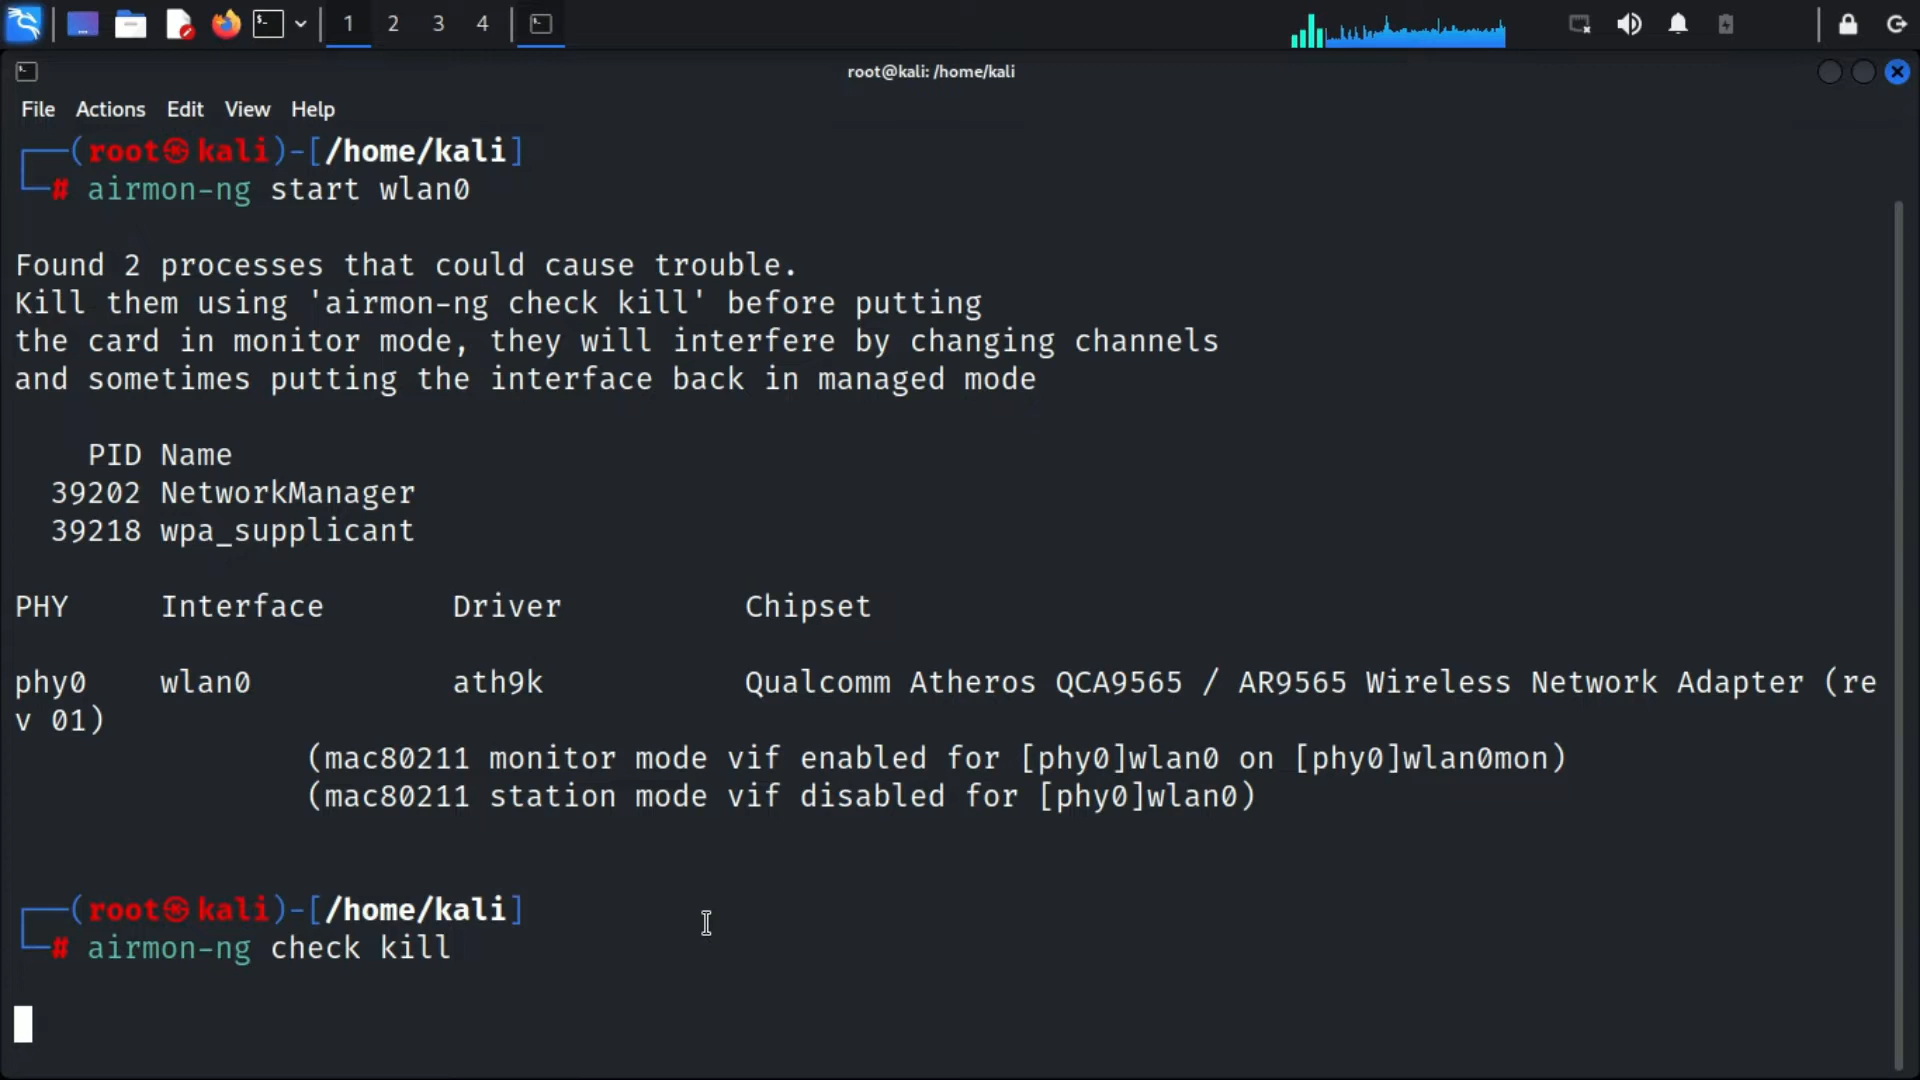 1 2 3 4
root@kali: /home/kali
File Actions Edit View Help
┌──(root㉿kali)-[/home/kali]
└─# airmon-ng start wlan0
Found 2 processes that could cause trouble.
Kill them using 'airmon-ng check kill' before putting
the card in monitor mode, they will interfere by changing channels
and sometimes putting the interface back in managed mode
PID Name
39202 NetworkManager
39218 wpa_supplicant
PHY Interface Driver Chipset
phy0 wlan0 ath9k Qualcomm Atheros QCA9565 / AR9565 Wireless Network Adapter (re
v 01)
(mac80211 monitor mode vif enabled for [phy0]wlan0 on [phy0]wlan0mon)
(mac80211 station mode vif disabled for [phy0]wlan0)
┌──(root㉿kali)-[/home/kali]
└─# airmon-ng check kill